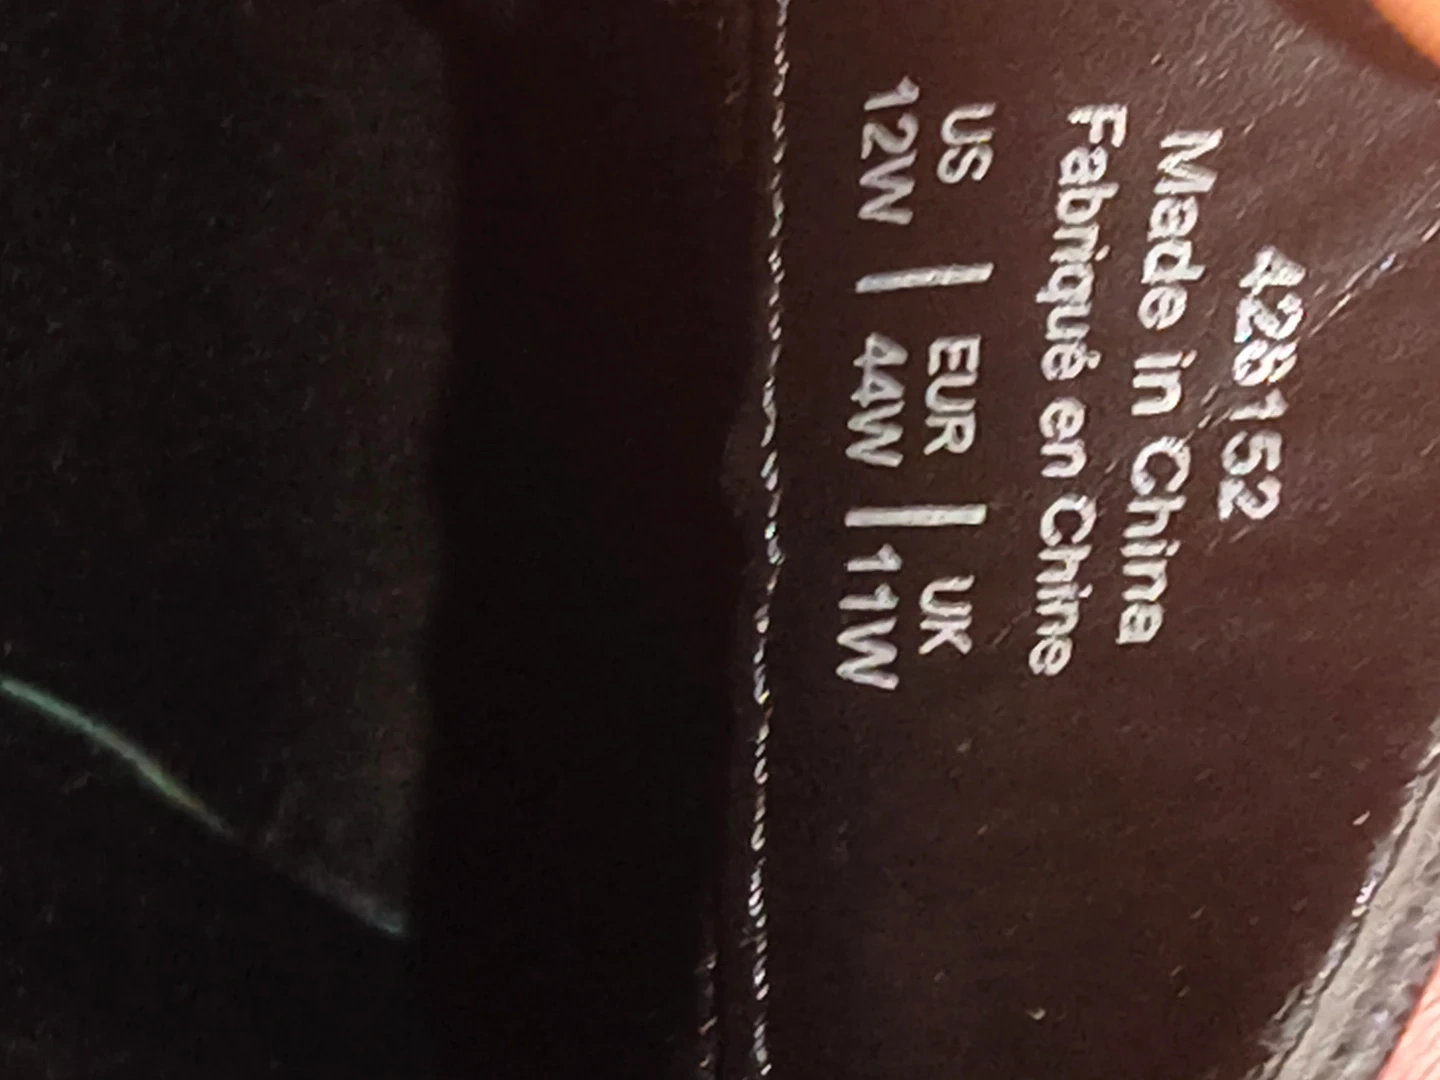 428152
Made in China
Fabriqué en Chine
US | EUR | UK
12W | 44W | 11W